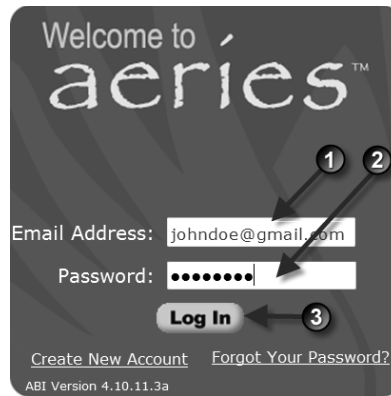 Welcome to
aeries™
1 2
Email Address: johndoe@gmail.com
Password: ●●●●●●●●
Log In 3
Create New Account Forgot Your Password?
ABI Version 4.10.11.3a